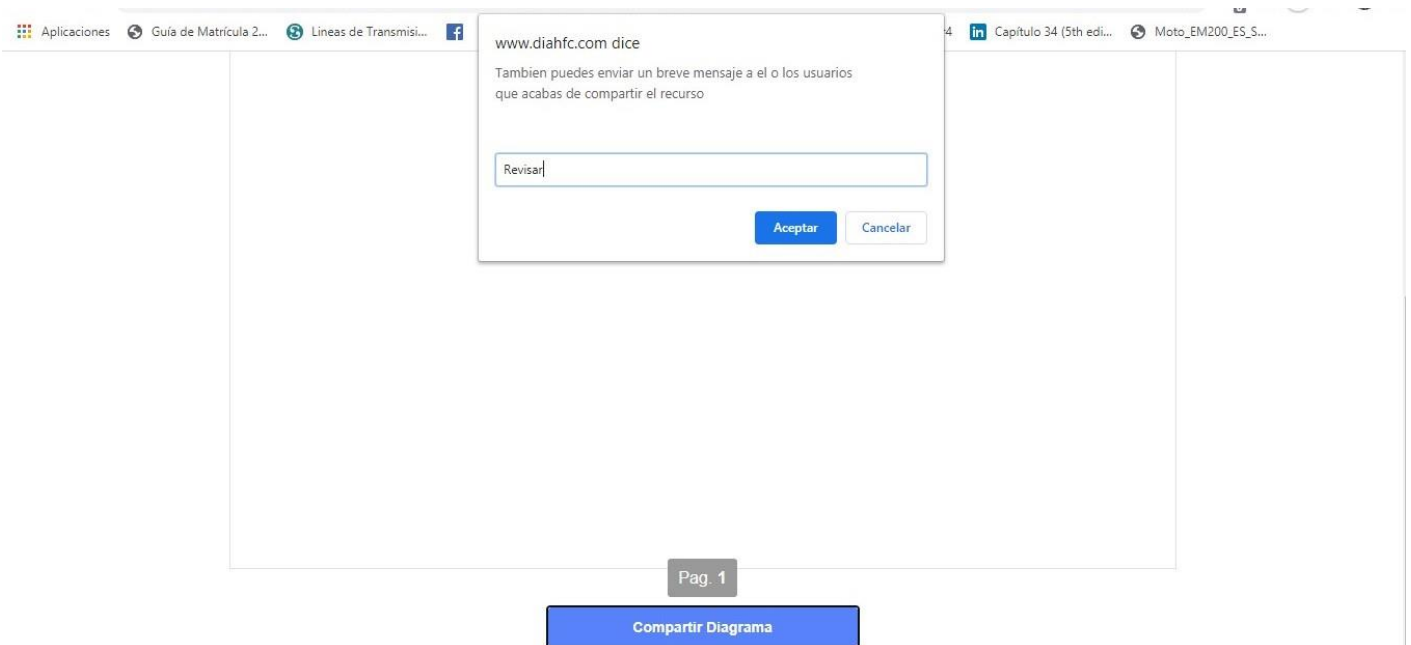 Aplicaciones Guía de Matrícula 2... Lineas de Transmisi... Capítulo 34 (5th edi... Moto_EM200_ES_S...
www.diahfc.com dice
Tambien puedes enviar un breve mensaje a el o los usuarios
que acabas de compartir el recurso
Revisar
Aceptar Cancelar
Pag. 1
Compartir Diagrama